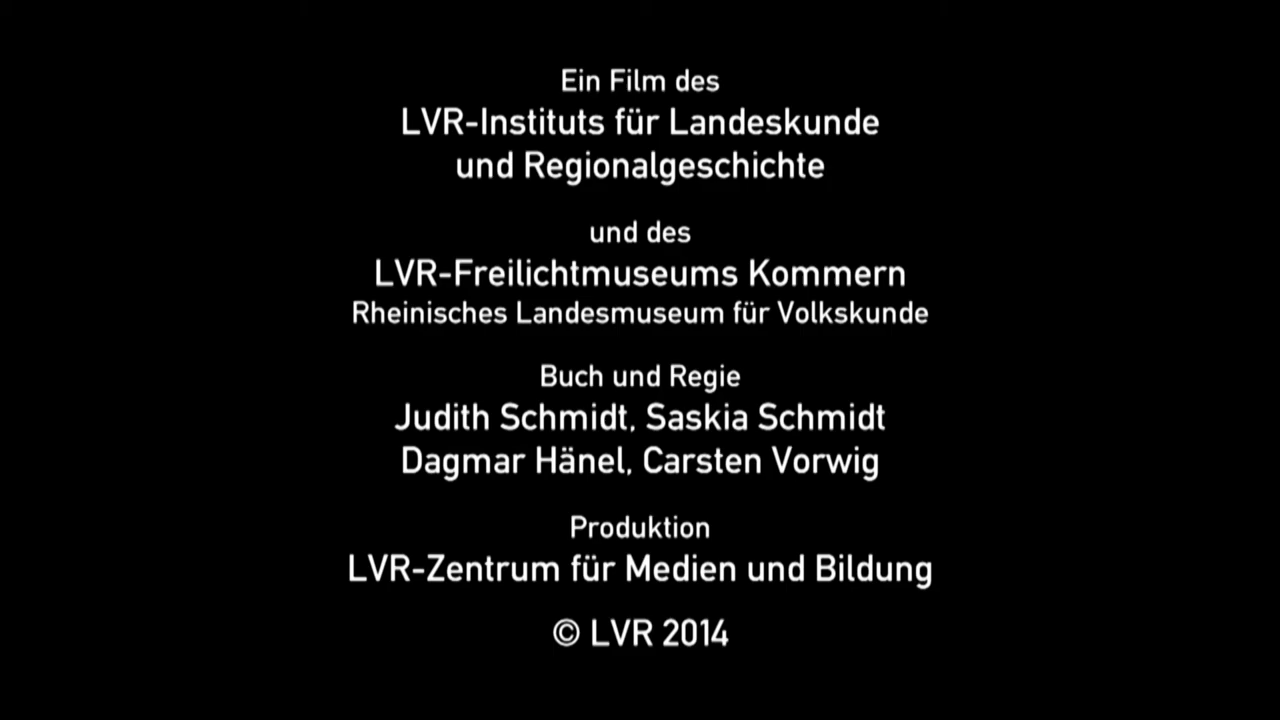 Ein Film des
LVR-Instituts für Landeskunde
und Regionalgeschichte
und des
LVR-Freilichtmuseums Kommern
Rheinisches Landesmuseum für Volkskunde
Buch und Regie
Judith Schmidt, Saskia Schmidt
Dagmar Hänel, Carsten Vorwig
Produktion
LVR-Zentrum für Medien und Bildung
© LVR 2014